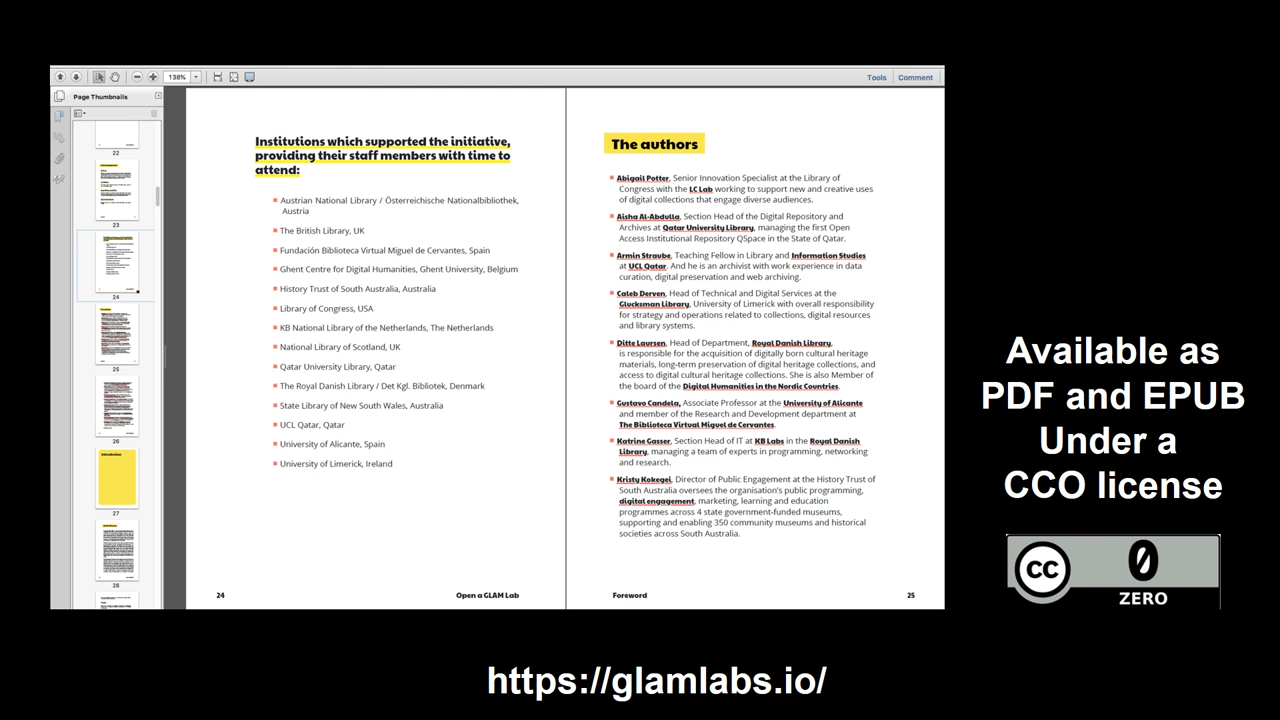 138%
Tools
Comment
Page Thumbnails
22
23
24
26
27
28
Introduction
Institutions which supported the initiative,
providing their staff members with time to
attend:
Austrian National Library / Österreichische Nationalbibliothek,
Austria
The British Library, UK
Fundación Biblioteca Virtual Miguel de Cervantes, Spain
Ghent Centre for Digital Humanities, Ghent University, Belgium
History Trust of South Australia, Australia
Library of Congress, USA
KB National Library of the Netherlands, The Netherlands
National Library of Scotland, UK
Qatar University Library, Qatar
The Royal Danish Library / Det Kgl. Bibliotek, Denmark
State Library of New South Wales, Australia
UCL Qatar, Qatar
University of Alicante, Spain
University of Limerick, Ireland
24
Open a GLAM Lab
The authors
Abigail Potter, Senior Innovation Specialist at the Library of
Congress with the LC Lab working to support new and creative uses
of digital collections that engage diverse audiences.
Aisha Al-Abdulla, Section Head of the Digital Repository and
Archives at Qatar University Library, managing the first Open
Access Institutional Repository QSpace in the State of Qatar.
Armin Straube, Teaching Fellow in Library and Information Studies
at UCL Qatar. And he is an archivist with work experience in data
curation, digital preservation and web archiving.
Caleb Derven, Head of Technical and Digital Services at the
Glucksman Library, University of Limerick with overall responsibility
for strategy and operations related to collections, digital resources
and library systems.
Ditte Laursen, Head of Department, Royal Danish Library,
is responsible for the acquisition of digitally born cultural heritage
materials, long-term preservation of digital heritage collections, and
access to digital cultural heritage collections. She is also Member of
the board of the Digital Humanities in the Nordic Countries.
Gustavo Candela, Associate Professor at the University of Alicante
and member of the Research and Development department at
The Biblioteca Virtual Miguel de Cervantes.
Katrine Gasser, Section Head of IT at KB Labs in the Royal Danish
Library, managing a team of experts in programming, networking
and research.
Kristy Kokegei, Director of Public Engagement at the History Trust of
South Australia oversees the organisation's public programming,
digital engagement, marketing, learning and education
programmes across 4 state government-funded museums,
supporting and enabling 350 community museums and historical
societies across South Australia.
Foreword
25
Available as
PDF and EPUB
Under a
CCO license
CC
0
ZERO
https://glamlabs.io/